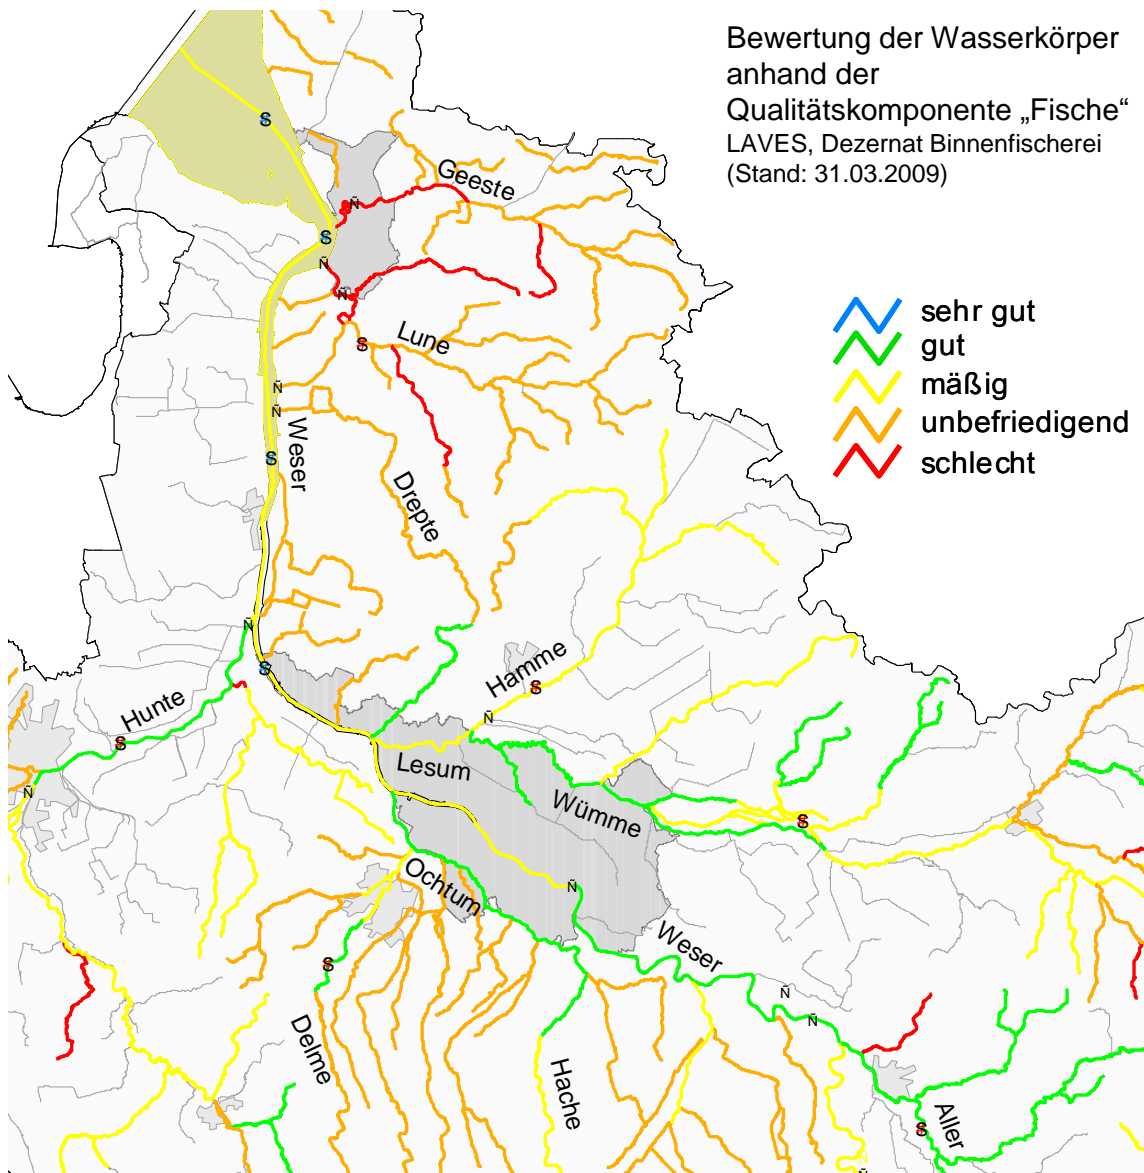 Bewertung der Wasserkörper
anhand der
Qualitätskomponente „Fische“
LAVES, Dezernat Binnenfischerei
(Stand: 31.03.2009)
sehr gut
gut
mäßig
unbefriedigend
schlecht
S
Geeste
Ñ
S
Ñ
Ñ
Lune
S
Ñ
Ñ
Weser
S
Drepte
Ñ
S
Hamme
S
Hunte
Ñ
S
Lesum
Ñ
Wümme
S
Ochtum
Ñ
Weser
S
Ñ
Ñ
Delme
Hache
Aller
S
Ñ